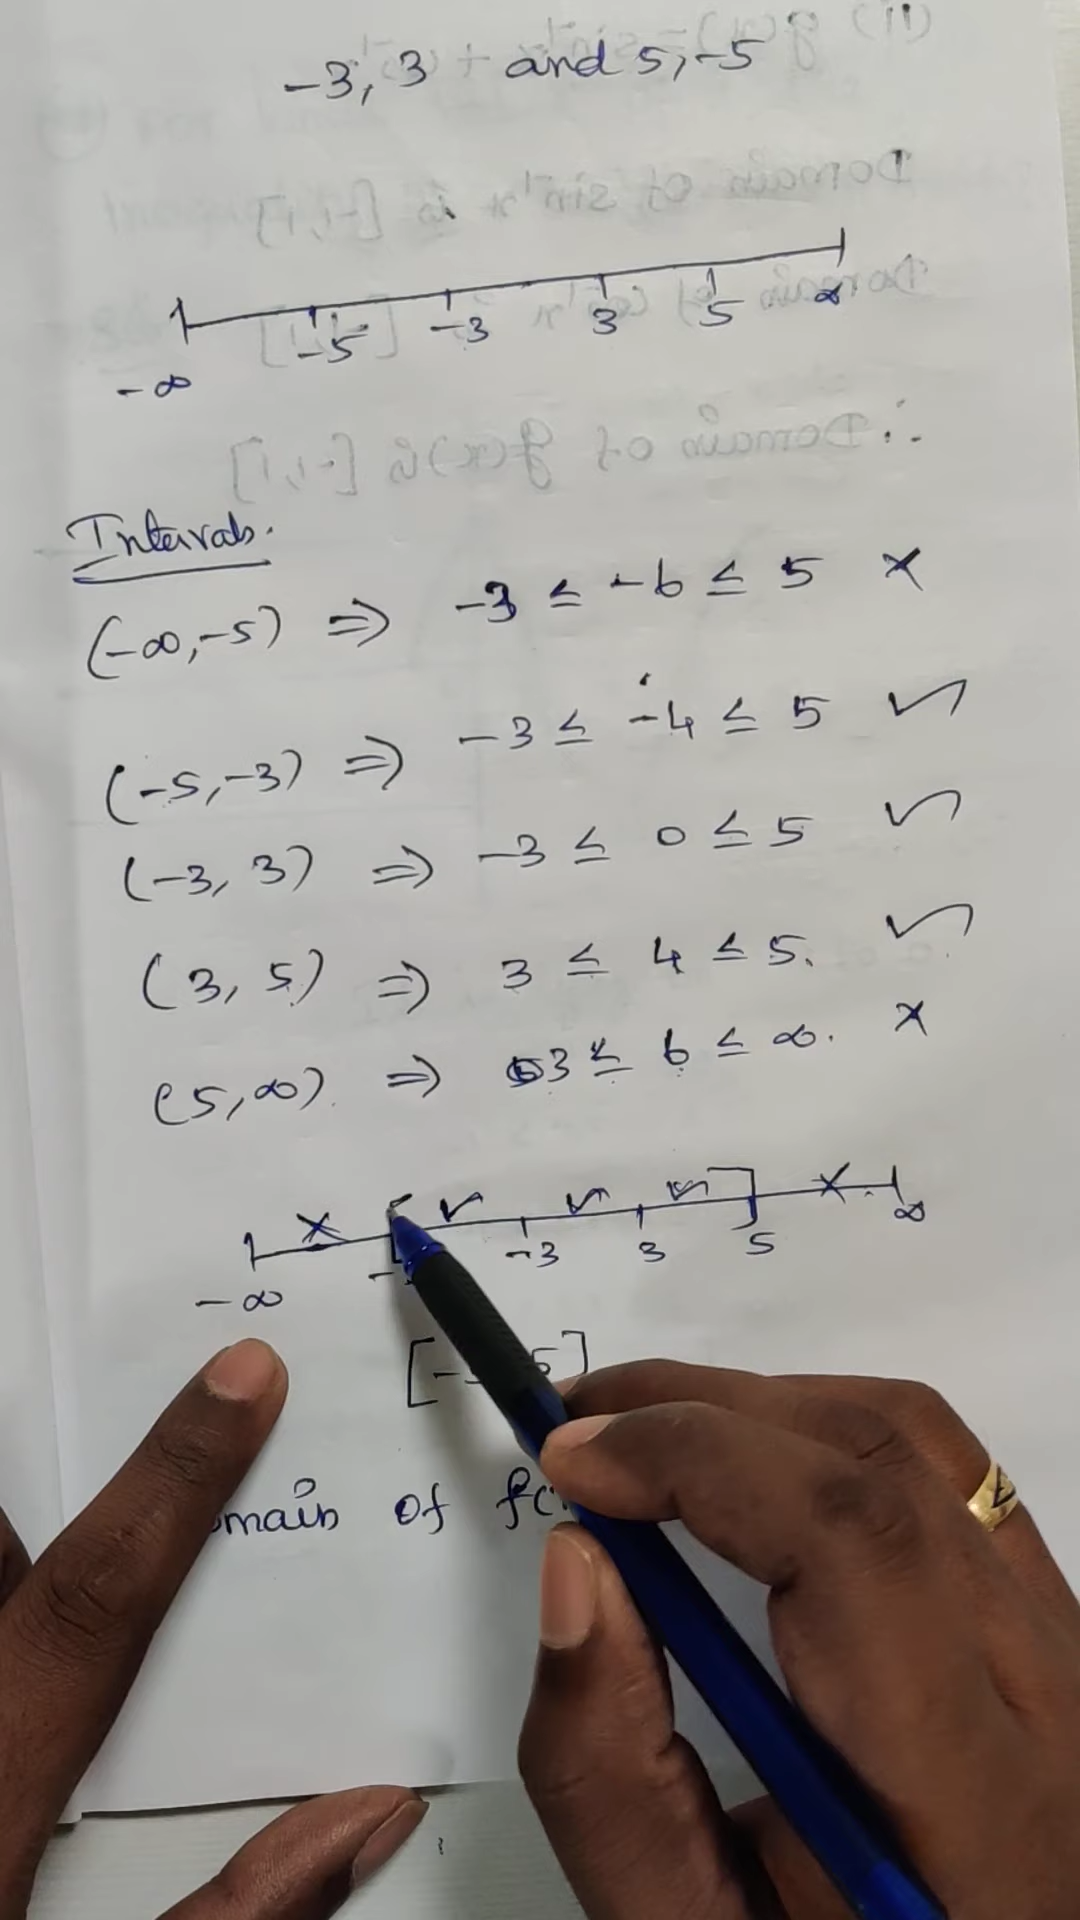 -3, 3 and 5, -5
-∞ -5 -3 3 5 ∞
Intervals.
(-∞, -5) ⇒ -3 ≤ -6 ≤ 5 ×
(-5, -3) ⇒ -3 ≤ -4 ≤ 5 ✓
(-3, 3) ⇒ -3 ≤ 0 ≤ 5 ✓
(3, 5) ⇒ 3 ≤ 4 ≤ 5. ✓
(5, ∞) ⇒ 3 ≤ 6 ≤ ∞. ×
× ✓ ✓ ✓ ×
-∞ -3 3 5 ∞
of